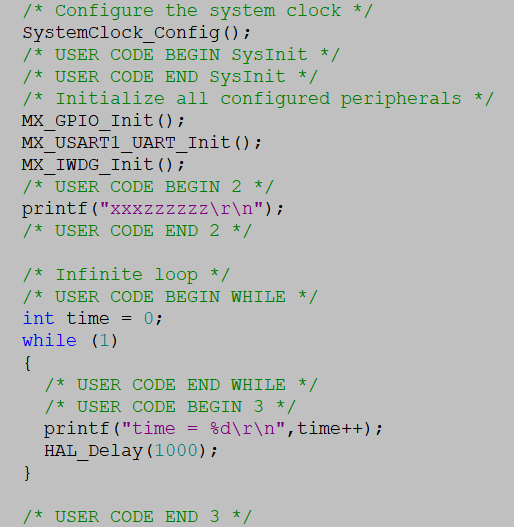 /* Configure the system clock */
SystemClock_Config();
/* USER CODE BEGIN SysInit */
/* USER CODE END SysInit */
/* Initialize all configured peripherals */
MX_GPIO_Init();
MX_USART1_UART_Init();
MX_IWDG_Init();
/* USER CODE BEGIN 2 */
printf("xxxzzzzzz\r\n");
/* USER CODE END 2 */
/* Infinite loop */
/* USER CODE BEGIN WHILE */
int time = 0;
while (1)
{
/* USER CODE END WHILE */
/* USER CODE BEGIN 3 */
printf("time = %d\r\n",time++);
HAL_Delay(1000);
}
/* USER CODE END 3 */